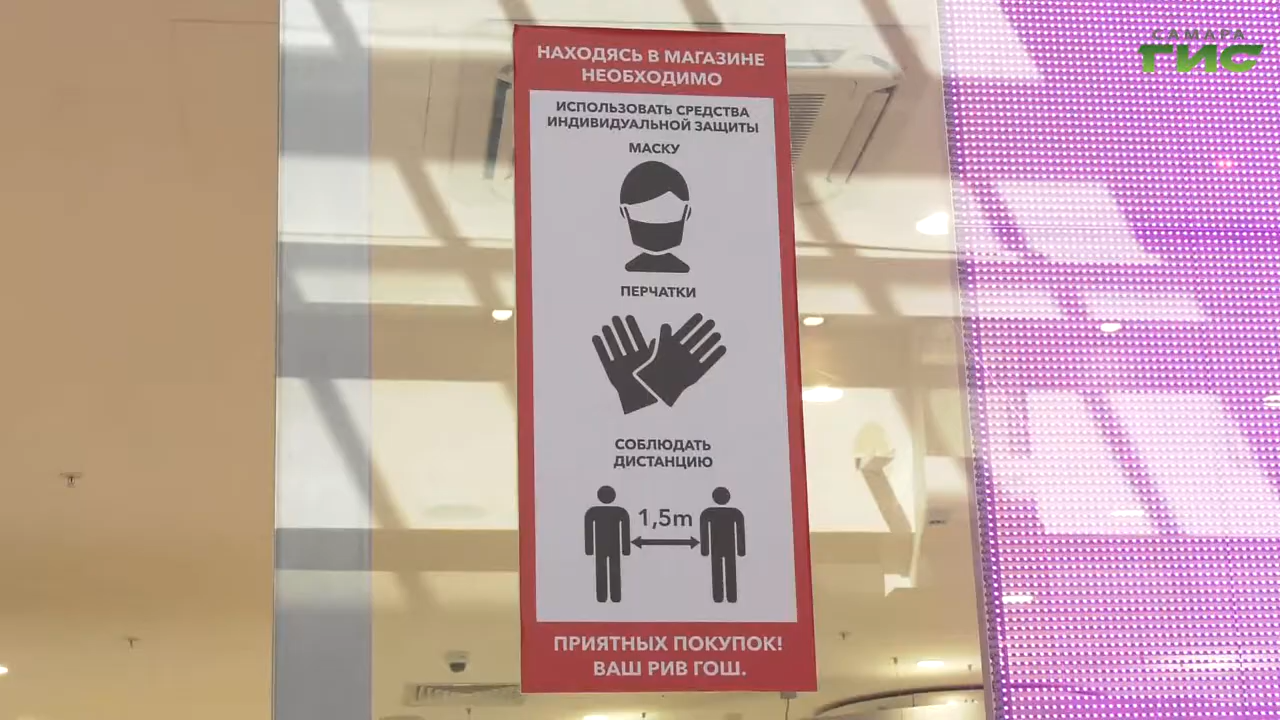 САМАРА
ГИС
НАХОДЯСЬ В МАГАЗИНЕ
НЕОБХОДИМО
ИСПОЛЬЗОВАТЬ СРЕДСТВА
ИНДИВИДУАЛЬНОЙ ЗАЩИТЫ
МАСКУ
ПЕРЧАТКИ
СОБЛЮДАТЬ
ДИСТАНЦИЮ
1,5m
ПРИЯТНЫХ ПОКУПОК!
ВАШ РИВ ГОШ.